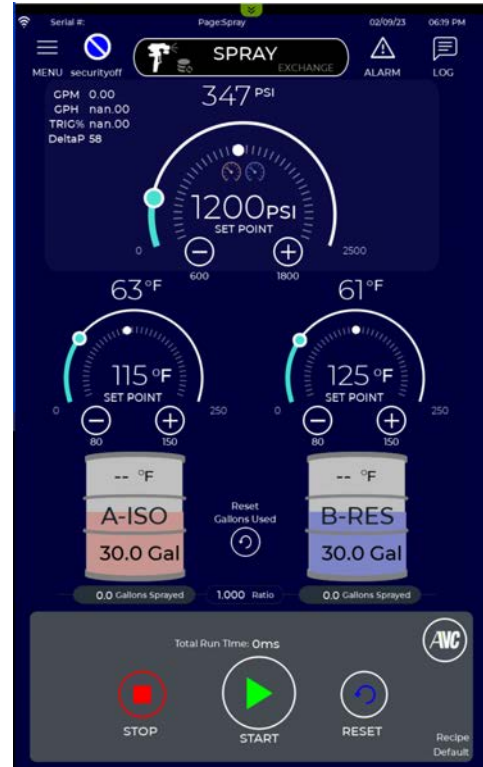 Serial #: Page:Spray 02/09/23 06:19 PM
MENU securityoff SPRAY EXCHANGE ALARM LOG
GPM 0.00
GPH nan.00
TRIG% nan.00
DeltaP 58
347 PSI
1200PSI
SET POINT
0 2500
600 1800
63°F 61°F
115°F 125°F
SET POINT SET POINT
0 250 0 250
80 150 80 150
-- °F -- °F
A-ISO B-RES
Reset
Gallons Used
30.0 Gal 30.0 Gal
0.0 Gallons Sprayed 1.000 Ratio 0.0 Gallons Sprayed
Total Run TIme: 0ms
AVC
STOP START RESET
Recipe
Default